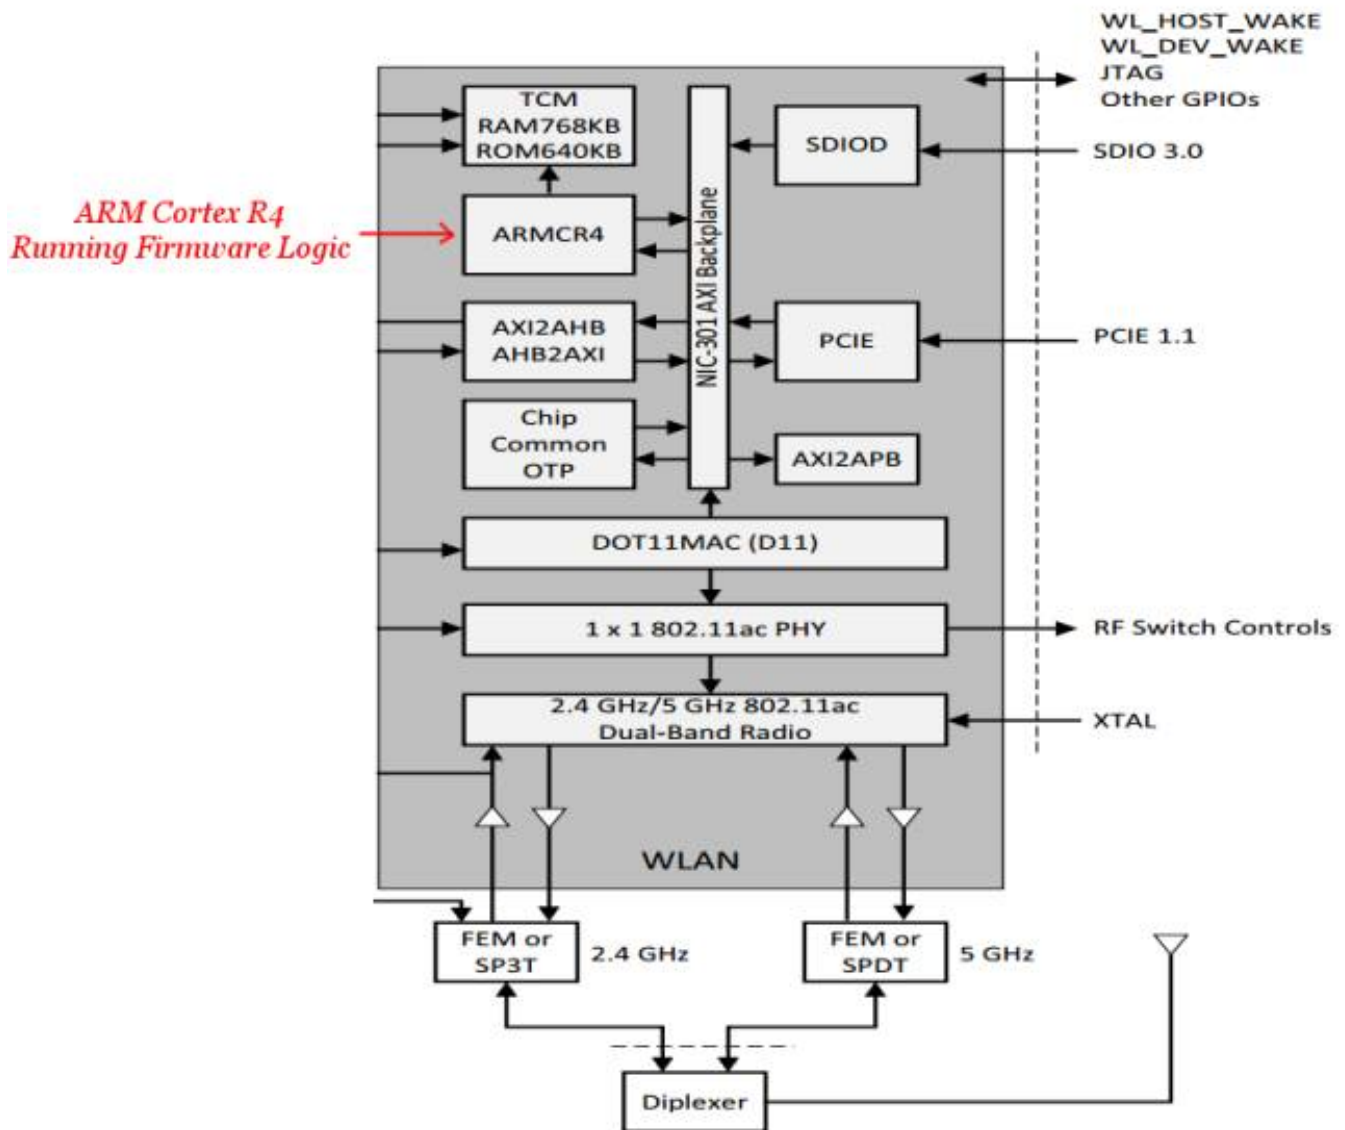 WL_HOST_WAKE
WL_DEV_WAKE
JTAG
Other GPIOs
TCM
RAM768KB
ROM640KB
SDIOD
SDIO 3.0
ARM Cortex R4
Running Firmware Logic
ARMCR4
NIC-301 AXI Backplane
AXI2AHB
AHB2AXI
PCIE
PCIE 1.1
Chip
Common
OTP
AXI2APB
DOT11MAC (D11)
1 x 1 802.11ac PHY
RF Switch Controls
2.4 GHz/5 GHz 802.11ac
Dual-Band Radio
XTAL
WLAN
FEM or
SP3T
2.4 GHz
FEM or
SPDT
5 GHz
Diplexer